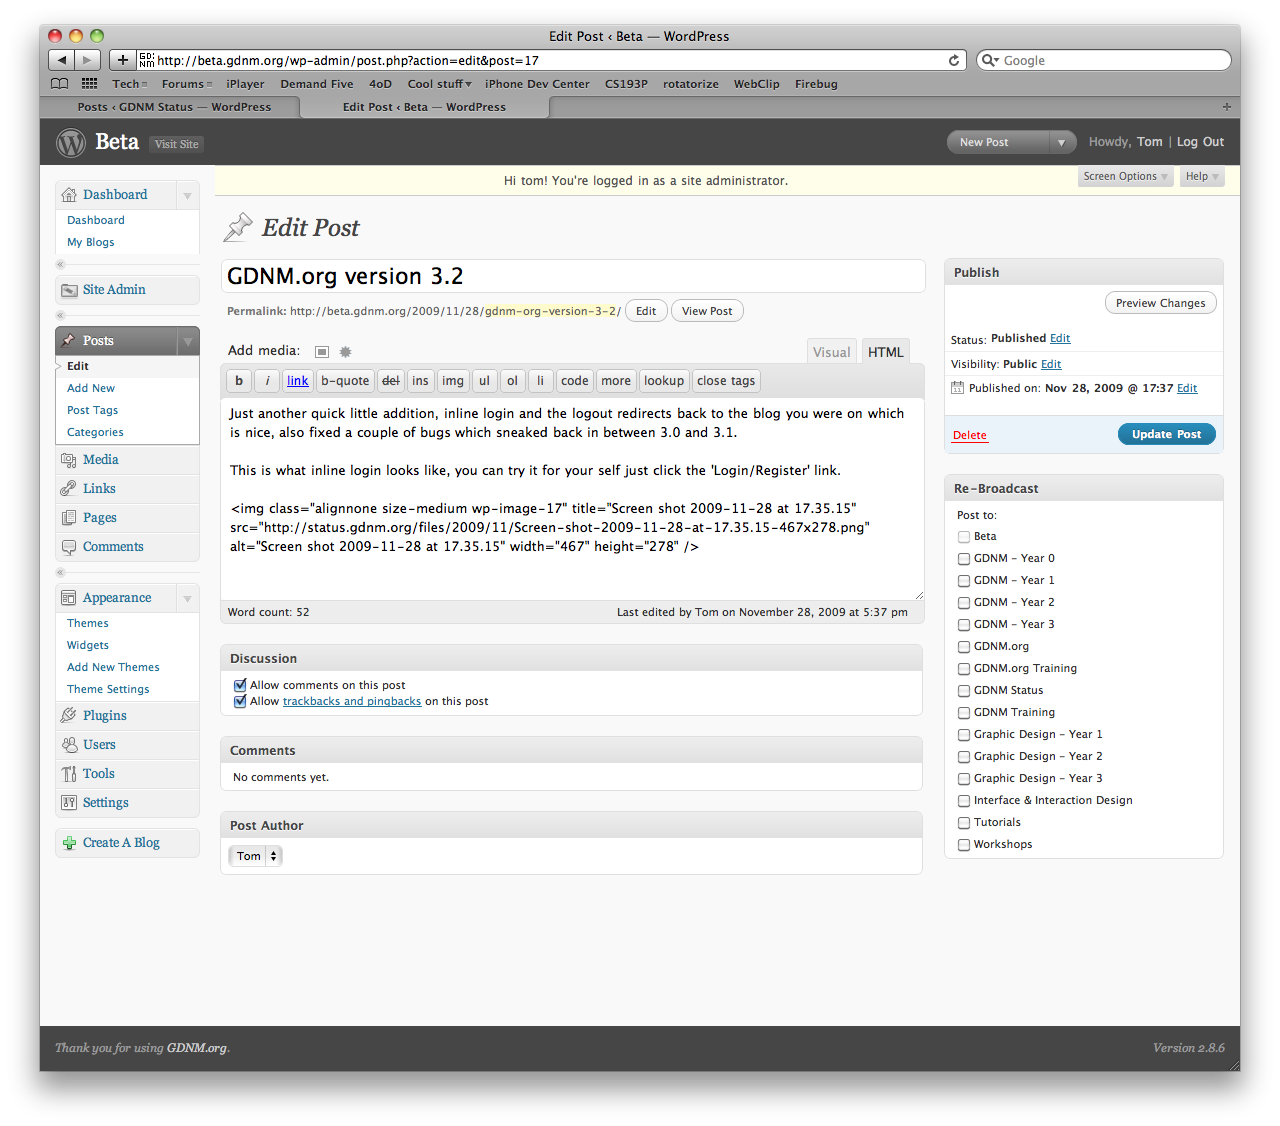 Edit Post ‹ Beta — WordPress
http://beta.gdnm.org/wp-admin/post.php?action=edit&post=17
Google
Tech Forums iPlayer Demand Five 4oD Cool stuff iPhone Dev Center CS193P rotatorize WebClip Firebug
Posts ‹ GDNM Status — WordPress
Edit Post ‹ Beta — WordPress
Beta Visit Site
New Post
Howdy, Tom | Log Out
Hi tom! You're logged in as a site administrator.
Screen Options
Help
Dashboard
Dashboard
My Blogs
Site Admin
Posts
Edit
Add New
Post Tags
Categories
Media
Links
Pages
Comments
Appearance
Themes
Widgets
Add New Themes
Theme Settings
Plugins
Users
Tools
Settings
Create A Blog
Edit Post
GDNM.org version 3.2
Permalink: http://beta.gdnm.org/2009/11/28/gdnm-org-version-3-2/ Edit View Post
Add media:
Visual HTML
b i link b-quote del ins img ul ol li code more lookup close tags
Just another quick little addition, inline login and the logout redirects back to the blog you were on which
is nice, also fixed a couple of bugs which sneaked back in between 3.0 and 3.1.
This is what inline login looks like, you can try it for your self just click the 'Login/Register' link.
<img class="alignnone size-medium wp-image-17" title="Screen shot 2009-11-28 at 17.35.15"
src="http://status.gdnm.org/files/2009/11/Screen-shot-2009-11-28-at-17.35.15-467x278.png"
alt="Screen shot 2009-11-28 at 17.35.15" width="467" height="278" />
Word count: 52
Last edited by Tom on November 28, 2009 at 5:37 pm
Discussion
Allow comments on this post
Allow trackbacks and pingbacks on this post
Comments
No comments yet.
Post Author
Tom
Publish
Preview Changes
Status: Published Edit
Visibility: Public Edit
Published on: Nov 28, 2009 @ 17:37 Edit
Delete
Update Post
Re-Broadcast
Post to:
Beta
GDNM - Year 0
GDNM - Year 1
GDNM - Year 2
GDNM - Year 3
GDNM.org
GDNM.org Training
GDNM Status
GDNM Training
Graphic Design - Year 1
Graphic Design - Year 2
Graphic Design - Year 3
Interface & Interaction Design
Tutorials
Workshops
Thank you for using GDNM.org.
Version 2.8.6